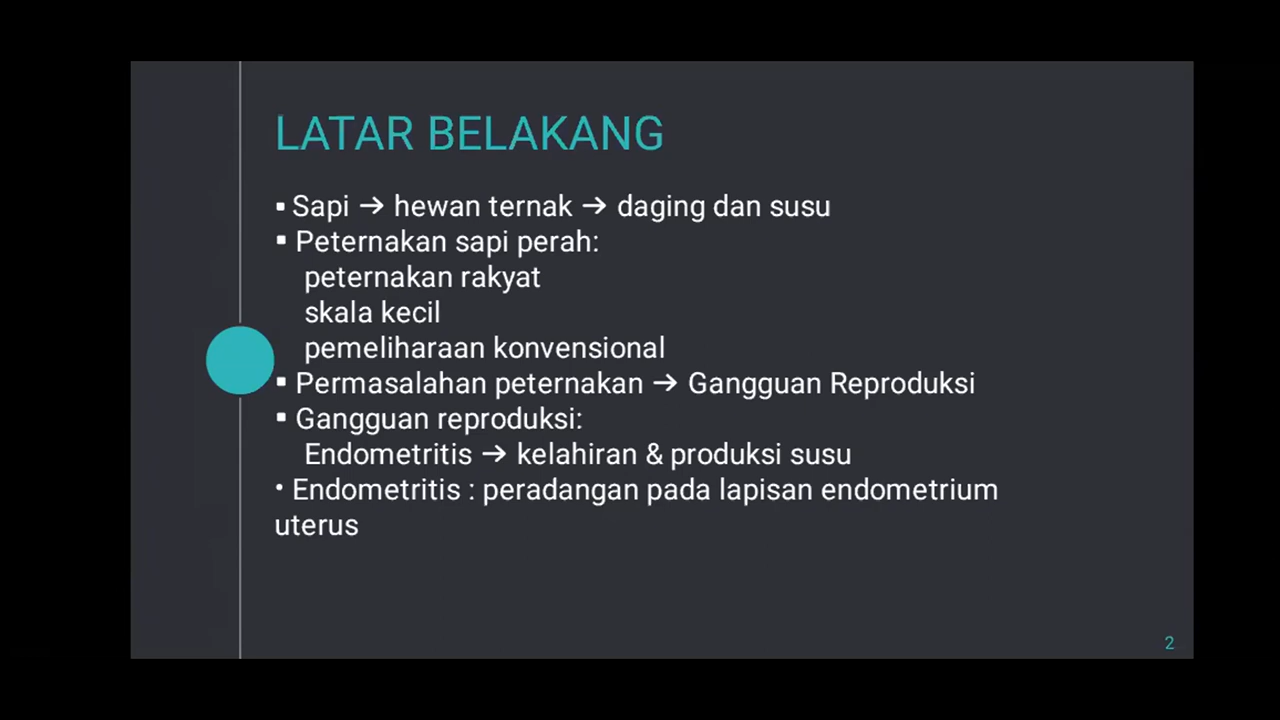 LATAR BELAKANG
▪ Sapi → hewan ternak → daging dan susu
▪ Peternakan sapi perah:
peternakan rakyat
skala kecil
pemeliharaan konvensional
▪ Permasalahan peternakan → Gangguan Reproduksi
▪ Gangguan reproduksi:
Endometritis → kelahiran & produksi susu
• Endometritis : peradangan pada lapisan endometrium
uterus
2